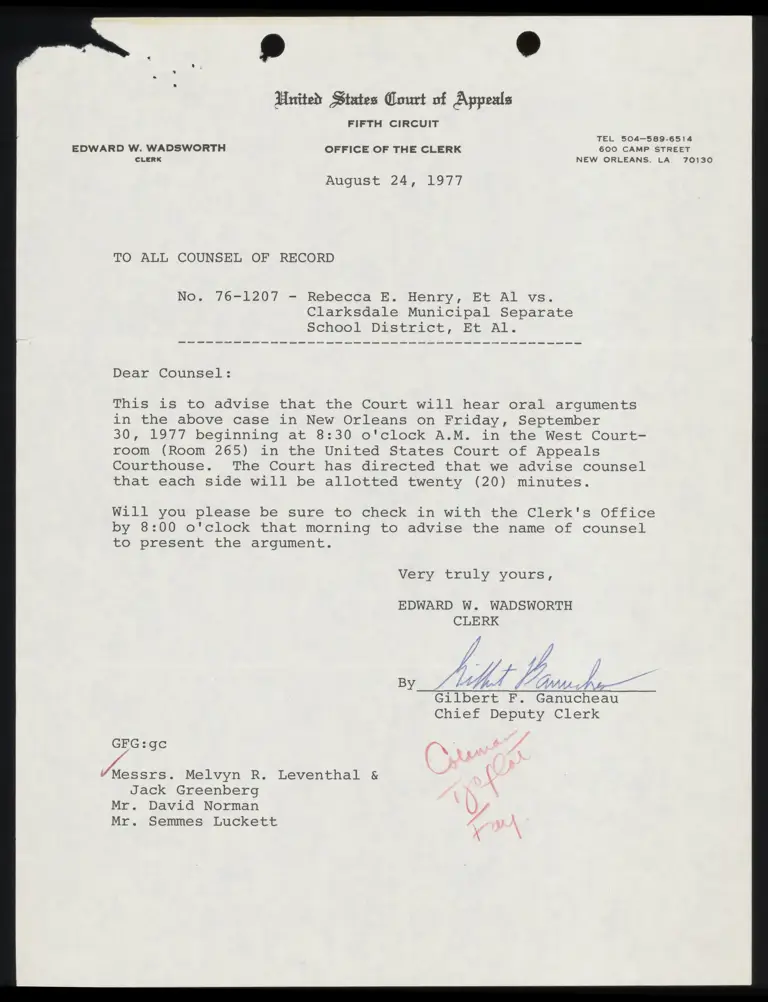 United States Court of Appeals
FIFTH CIRCUIT
EDWARD W. WADSWORTH
CLERK
OFFICE OF THE CLERK
TEL 504-589-6514
600 CAMP STREET
NEW ORLEANS, LA 70130
August 24, 1977
TO ALL COUNSEL OF RECORD
No. 76-1207 - Rebecca E. Henry, Et Al vs.
Clarksdale Municipal Separate
School District, Et Al.
Dear Counsel:
This is to advise that the Court will hear oral arguments
in the above case in New Orleans on Friday, September
30, 1977 beginning at 8:30 o'clock A.M. in the West Court-
room (Room 265) in the United States Court of Appeals
Courthouse. The Court has directed that we advise counsel
that each side will be allotted twenty (20) minutes.
Will you please be sure to check in with the Clerk's Office
by 8:00 o'clock that morning to advise the name of counsel
to present the argument.
Very truly yours,
EDWARD W. WADSWORTH
CLERK
By Gilbert Ganucheau
Gilbert F. Ganucheau
Chief Deputy Clerk
GFG:gc
Messrs. Melvyn R. Leventhal &
Jack Greenberg
Mr. David Norman
Mr. Semmes Luckett
Coleman